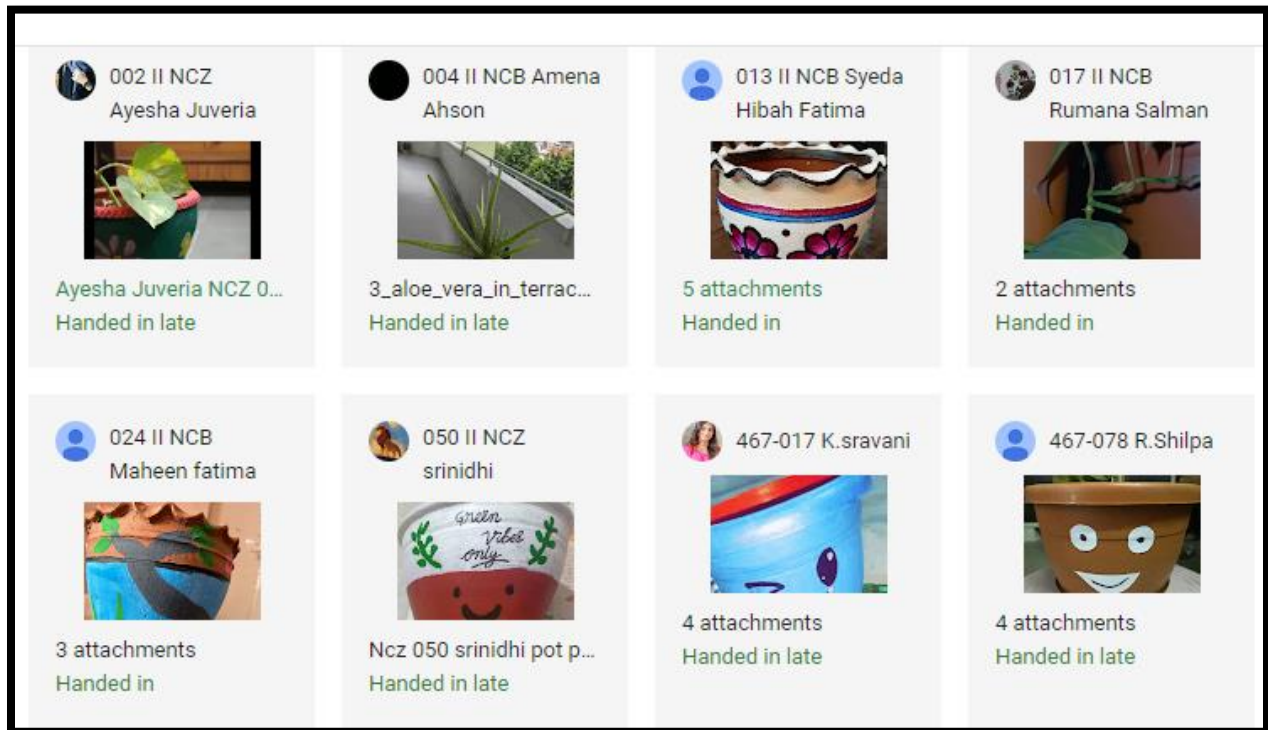 002 II NCZ
Ayesha Juveria
Ayesha Juveria NCZ 0...
Handed in late
004 II NCB Amena
Ahson
3_aloe_vera_in_terrac...
Handed in late
013 II NCB Syeda
Hibah Fatima
5 attachments
Handed in
017 II NCB
Rumana Salman
2 attachments
Handed in
024 II NCB
Maheen fatima
3 attachments
Handed in
050 II NCZ
srinidhi
Green
Vibes
only
Ncz 050 srinidhi pot p...
Handed in late
467-017 K.sravani
4 attachments
Handed in late
467-078 R.Shilpa
4 attachments
Handed in late